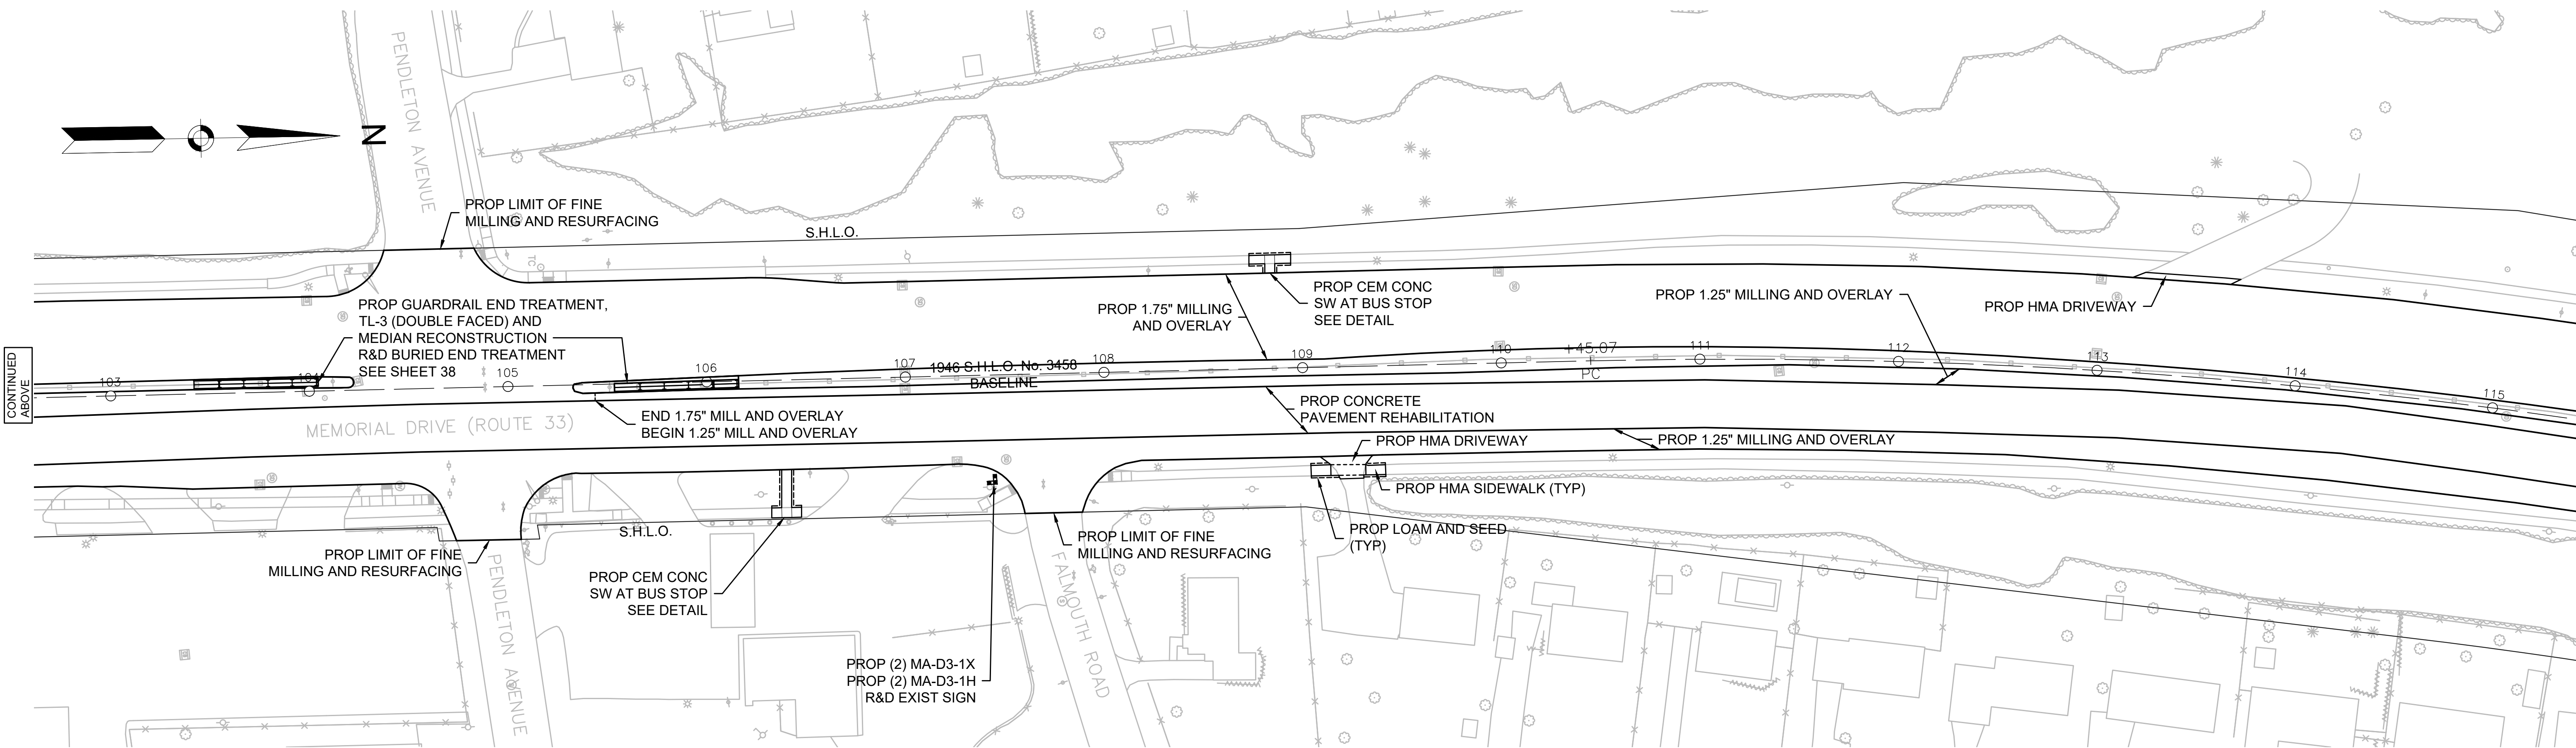 PENDLETON AVENUE
N
PROP LIMIT OF FINE
MILLING AND RESURFACING
S.H.L.O.
TC
PROP GUARDRAIL END TREATMENT,
TL-3 (DOUBLE FACED) AND
MEDIAN RECONSTRUCTION
R&D BURIED END TREATMENT
SEE SHEET 38
PROP 1.75" MILLING
AND OVERLAY
PROP CEM CONC
SW AT BUS STOP
SEE DETAIL
PROP 1.25" MILLING AND OVERLAY
PROP HMA DRIVEWAY
CONTINUED
ABOVE
103
104
105
106
107
108
109
110
111
112
113
114
115
1946 S.H.L.O. No. 3458
BASELINE
+45.07
PC
END 1.75" MILL AND OVERLAY
BEGIN 1.25" MILL AND OVERLAY
MEMORIAL DRIVE (ROUTE 33)
PROP CONCRETE
PAVEMENT REHABILITATION
PROP HMA DRIVEWAY
PROP 1.25" MILLING AND OVERLAY
PROP HMA SIDEWALK (TYP)
PROP LOAM AND SEED
(TYP)
S.H.L.O.
PROP LIMIT OF FINE
MILLING AND RESURFACING
PROP LIMIT OF FINE
MILLING AND RESURFACING
PROP CEM CONC
SW AT BUS STOP
SEE DETAIL
PENDLETON AVENUE
FALMOUTH ROAD
PROP (2) MA-D3-1X
PROP (2) MA-D3-1H
R&D EXIST SIGN